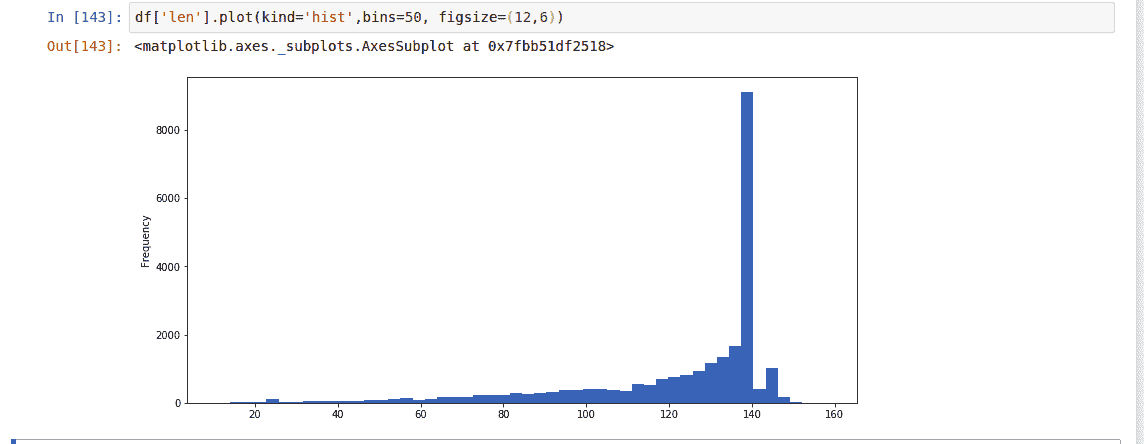 In [143]: df['len'].plot(kind='hist',bins=50, figsize=(12,6))
Out[143]: <matplotlib.axes._subplots.AxesSubplot at 0x7fbb51df2518>
8000
6000
4000
2000
0
Frequency
20 40 60 80 100 120 140 160